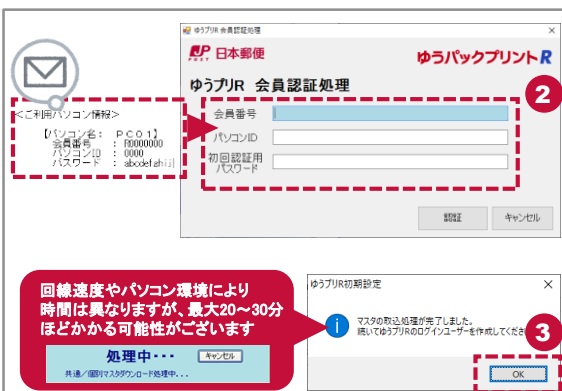 ゆうプリR 会員認証処理
JP 日本郵便
POST
ゆうパックプリントR
ゆうプリR 会員認証処理
2
<ご利用パソコン情報>
【パソコン名： PC01】
会員番号 ： R0000000
パソコンID ： 0000
パスワード ： abcdefghij
会員番号
パソコンID
初回認証用
パスワード
認証
キャンセル
回線速度やパソコン環境により
時間は異なりますが、最大20～30分
ほどかかる可能性がございます
処理中・・・
キャンセル
共通／個別マスタダウンロード処理中...
ゆうプリR初期設定
マスタの取込処理が完了しました。
続いてゆうプリRのログインユーザーを作成してくださ
3
OK